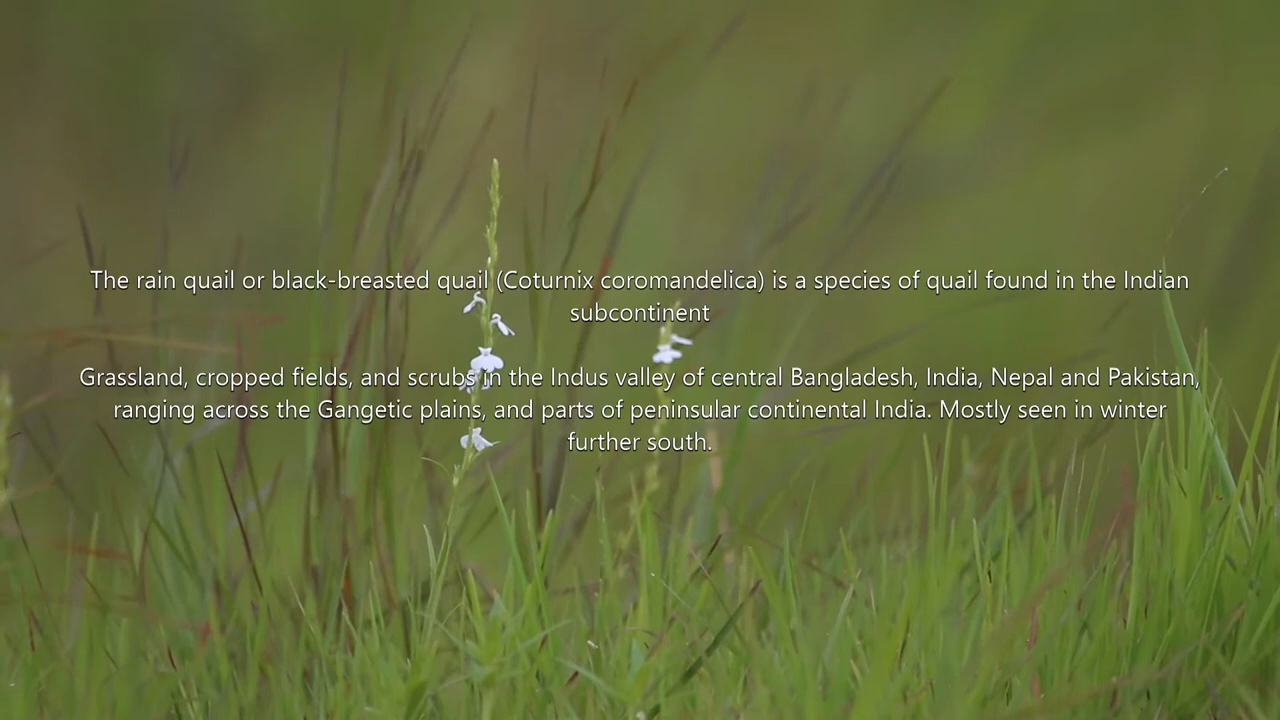 The rain quail or black-breasted quail (Coturnix coromandelica) is a species of quail found in the Indian
subcontinent
Grassland, cropped fields, and scrubs in the Indus valley of central Bangladesh, India, Nepal and Pakistan,
ranging across the Gangetic plains, and parts of peninsular continental India. Mostly seen in winter
further south.